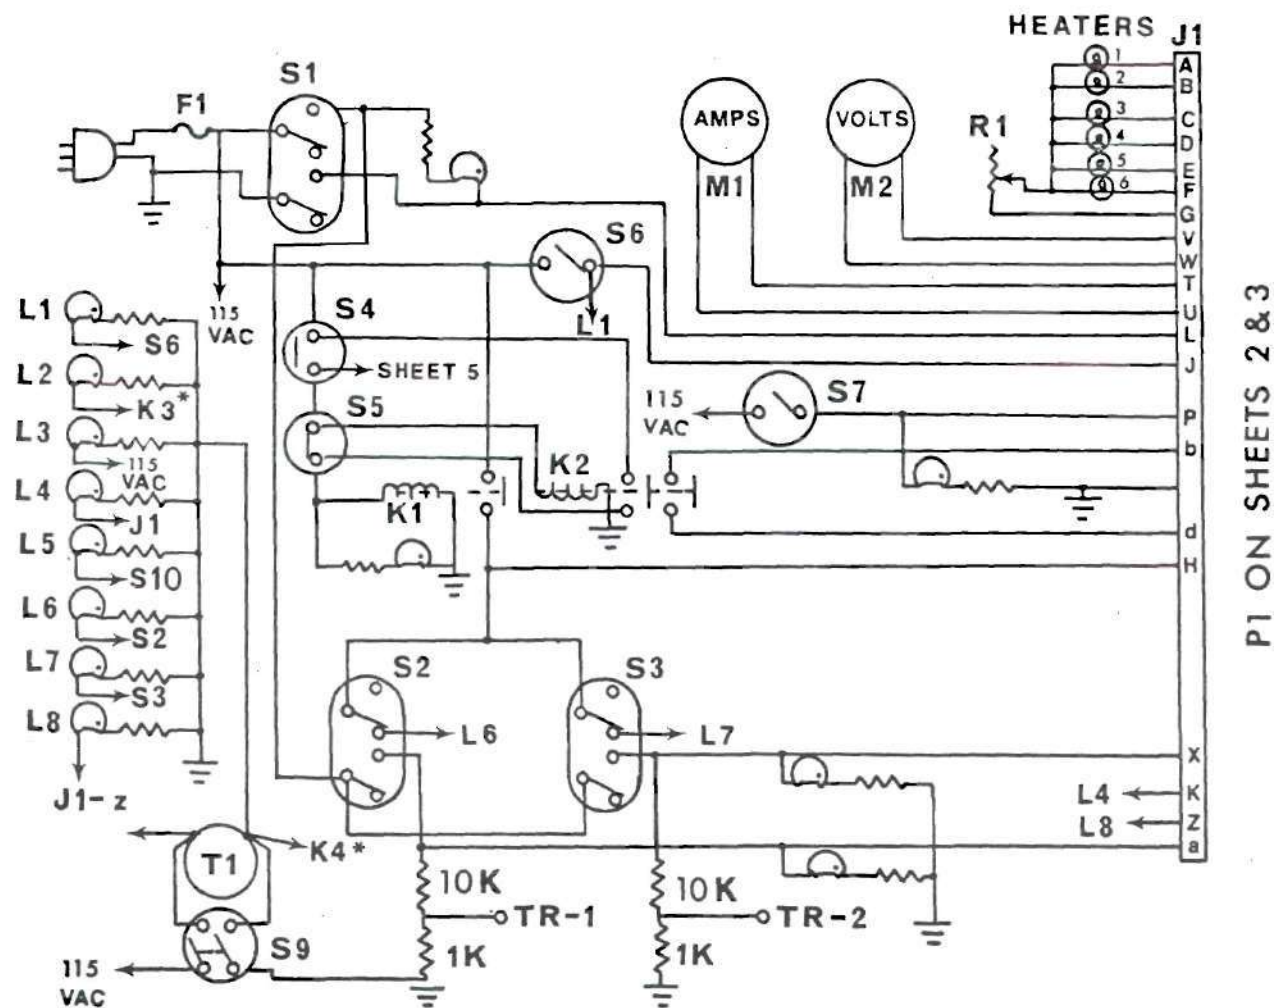 HEATERS
J1
S1
F1
AMPS
VOLTS
M1
M2
R1
1
2
3
4
5
6
A
B
C
D
E
F
G
V
W
T
U
L
J
P
b
d
H
X
K
Z
a
S6
L1
115
VAC
S4
SHEET 5
S5
S7
115
VAC
K2
K1
L1
S6
L2
K3*
L3
115
VAC
L4
J1
L5
S10
L6
S2
L7
S3
L8
J1-z
S2
L6
S3
L7
L4
L8
T1
K4*
S9
115
VAC
10K
TR-1
1K
10K
TR-2
1K
P1 ON SHEETS 2 & 3